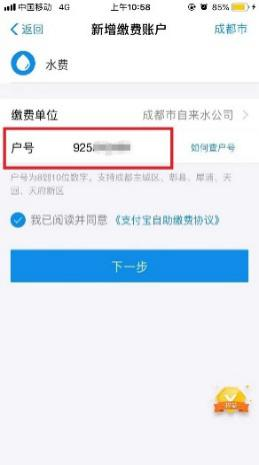 中国移动 4G 上午10:58 85%
返回 新增缴费账户 成都市
水费
缴费单位 成都市自来水公司
户号 925 如何查户号
户号为8到10位数字，支持成都主城区、郫县、犀浦、天
回、天府新区
我已阅读并同意《支付宝自助缴费协议》
下一步